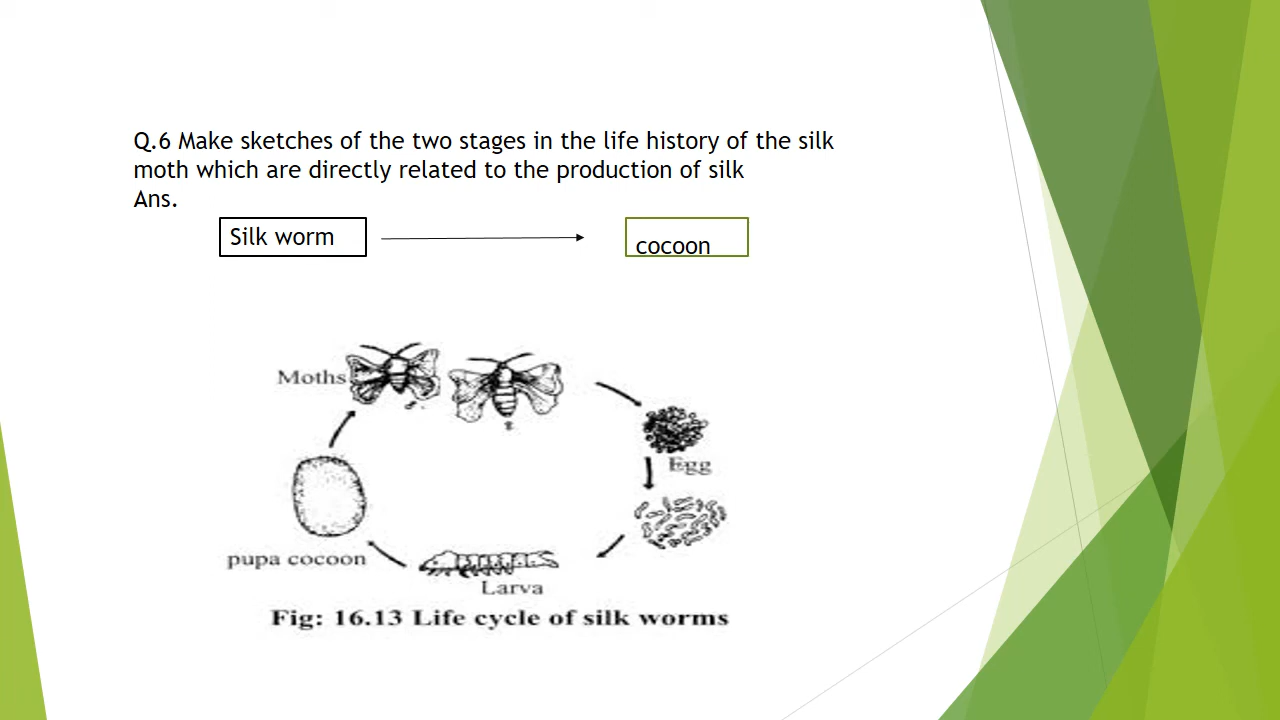 Q.6 Make sketches of the two stages in the life history of the silk
moth which are directly related to the production of silk
Ans.
Silk worm
cocoon
Moths
Egg
pupa cocoon
Larva
Fig: 16.13 Life cycle of silk worms